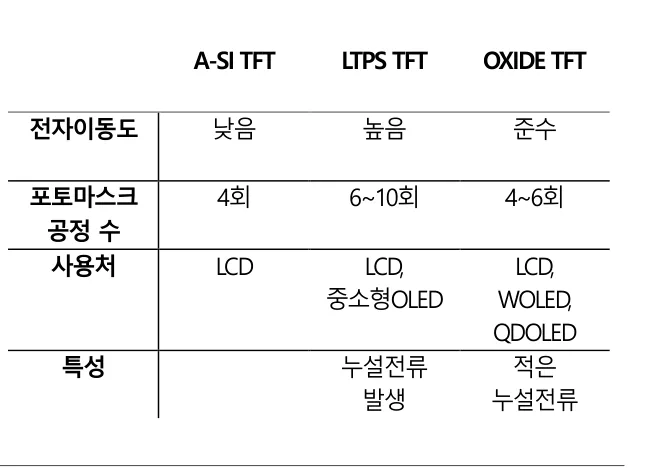 A-SI TFT LTPS TFT OXIDE TFT
전자이동도 낮음 높음 준수
포토마스크 4회 6~10회 4~6회
공정 수
사용처 LCD LCD, LCD,
중소형OLED WOLED,
QDOLED
특성 누설전류 적은
발생 누설전류